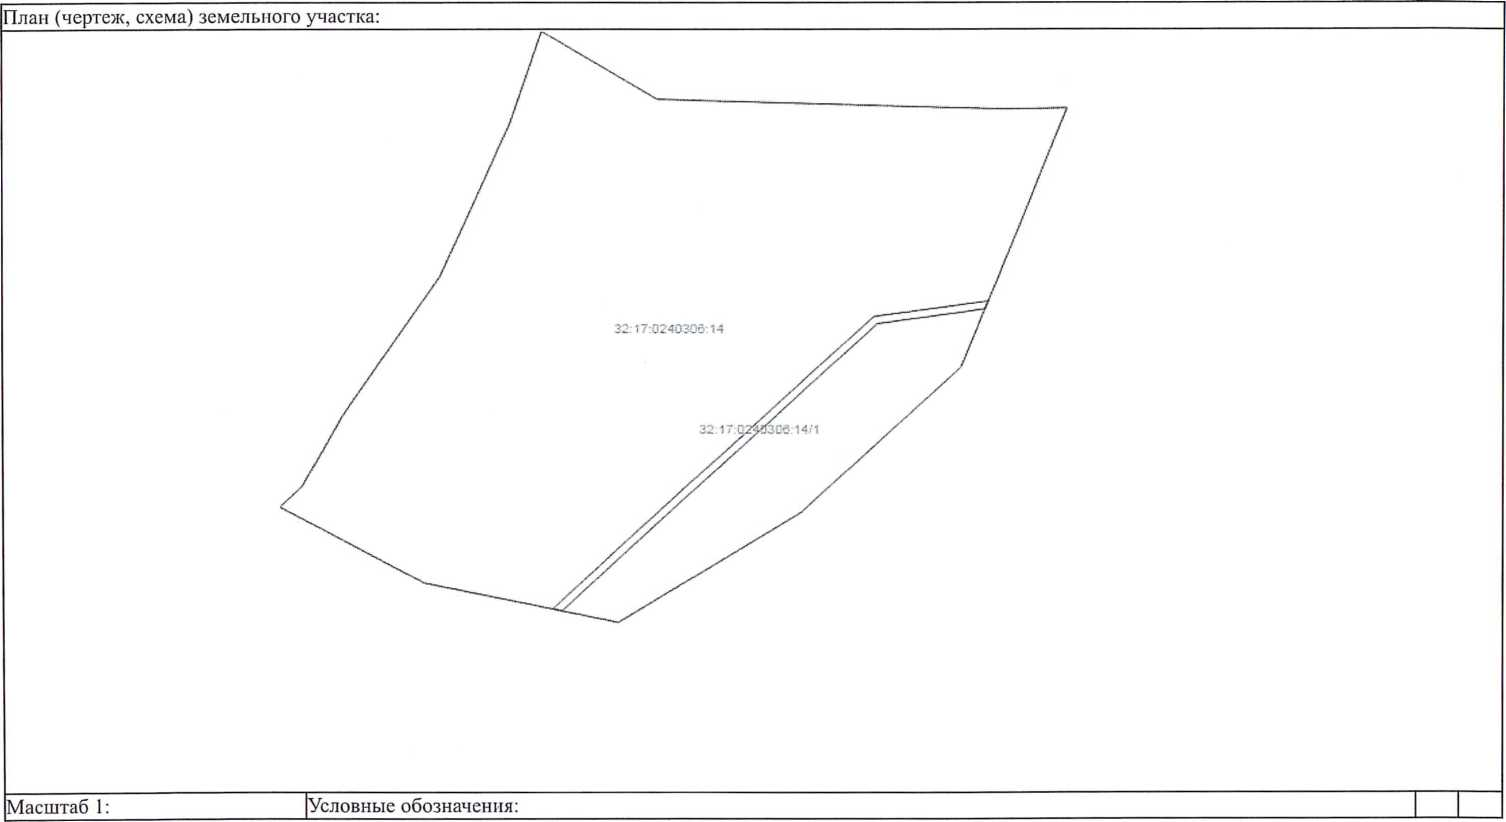 План (чертеж, схема) земельного участка:
32:17:0240306:14
32:17:0240306:14/1
Масштаб 1:
Условные обозначения: